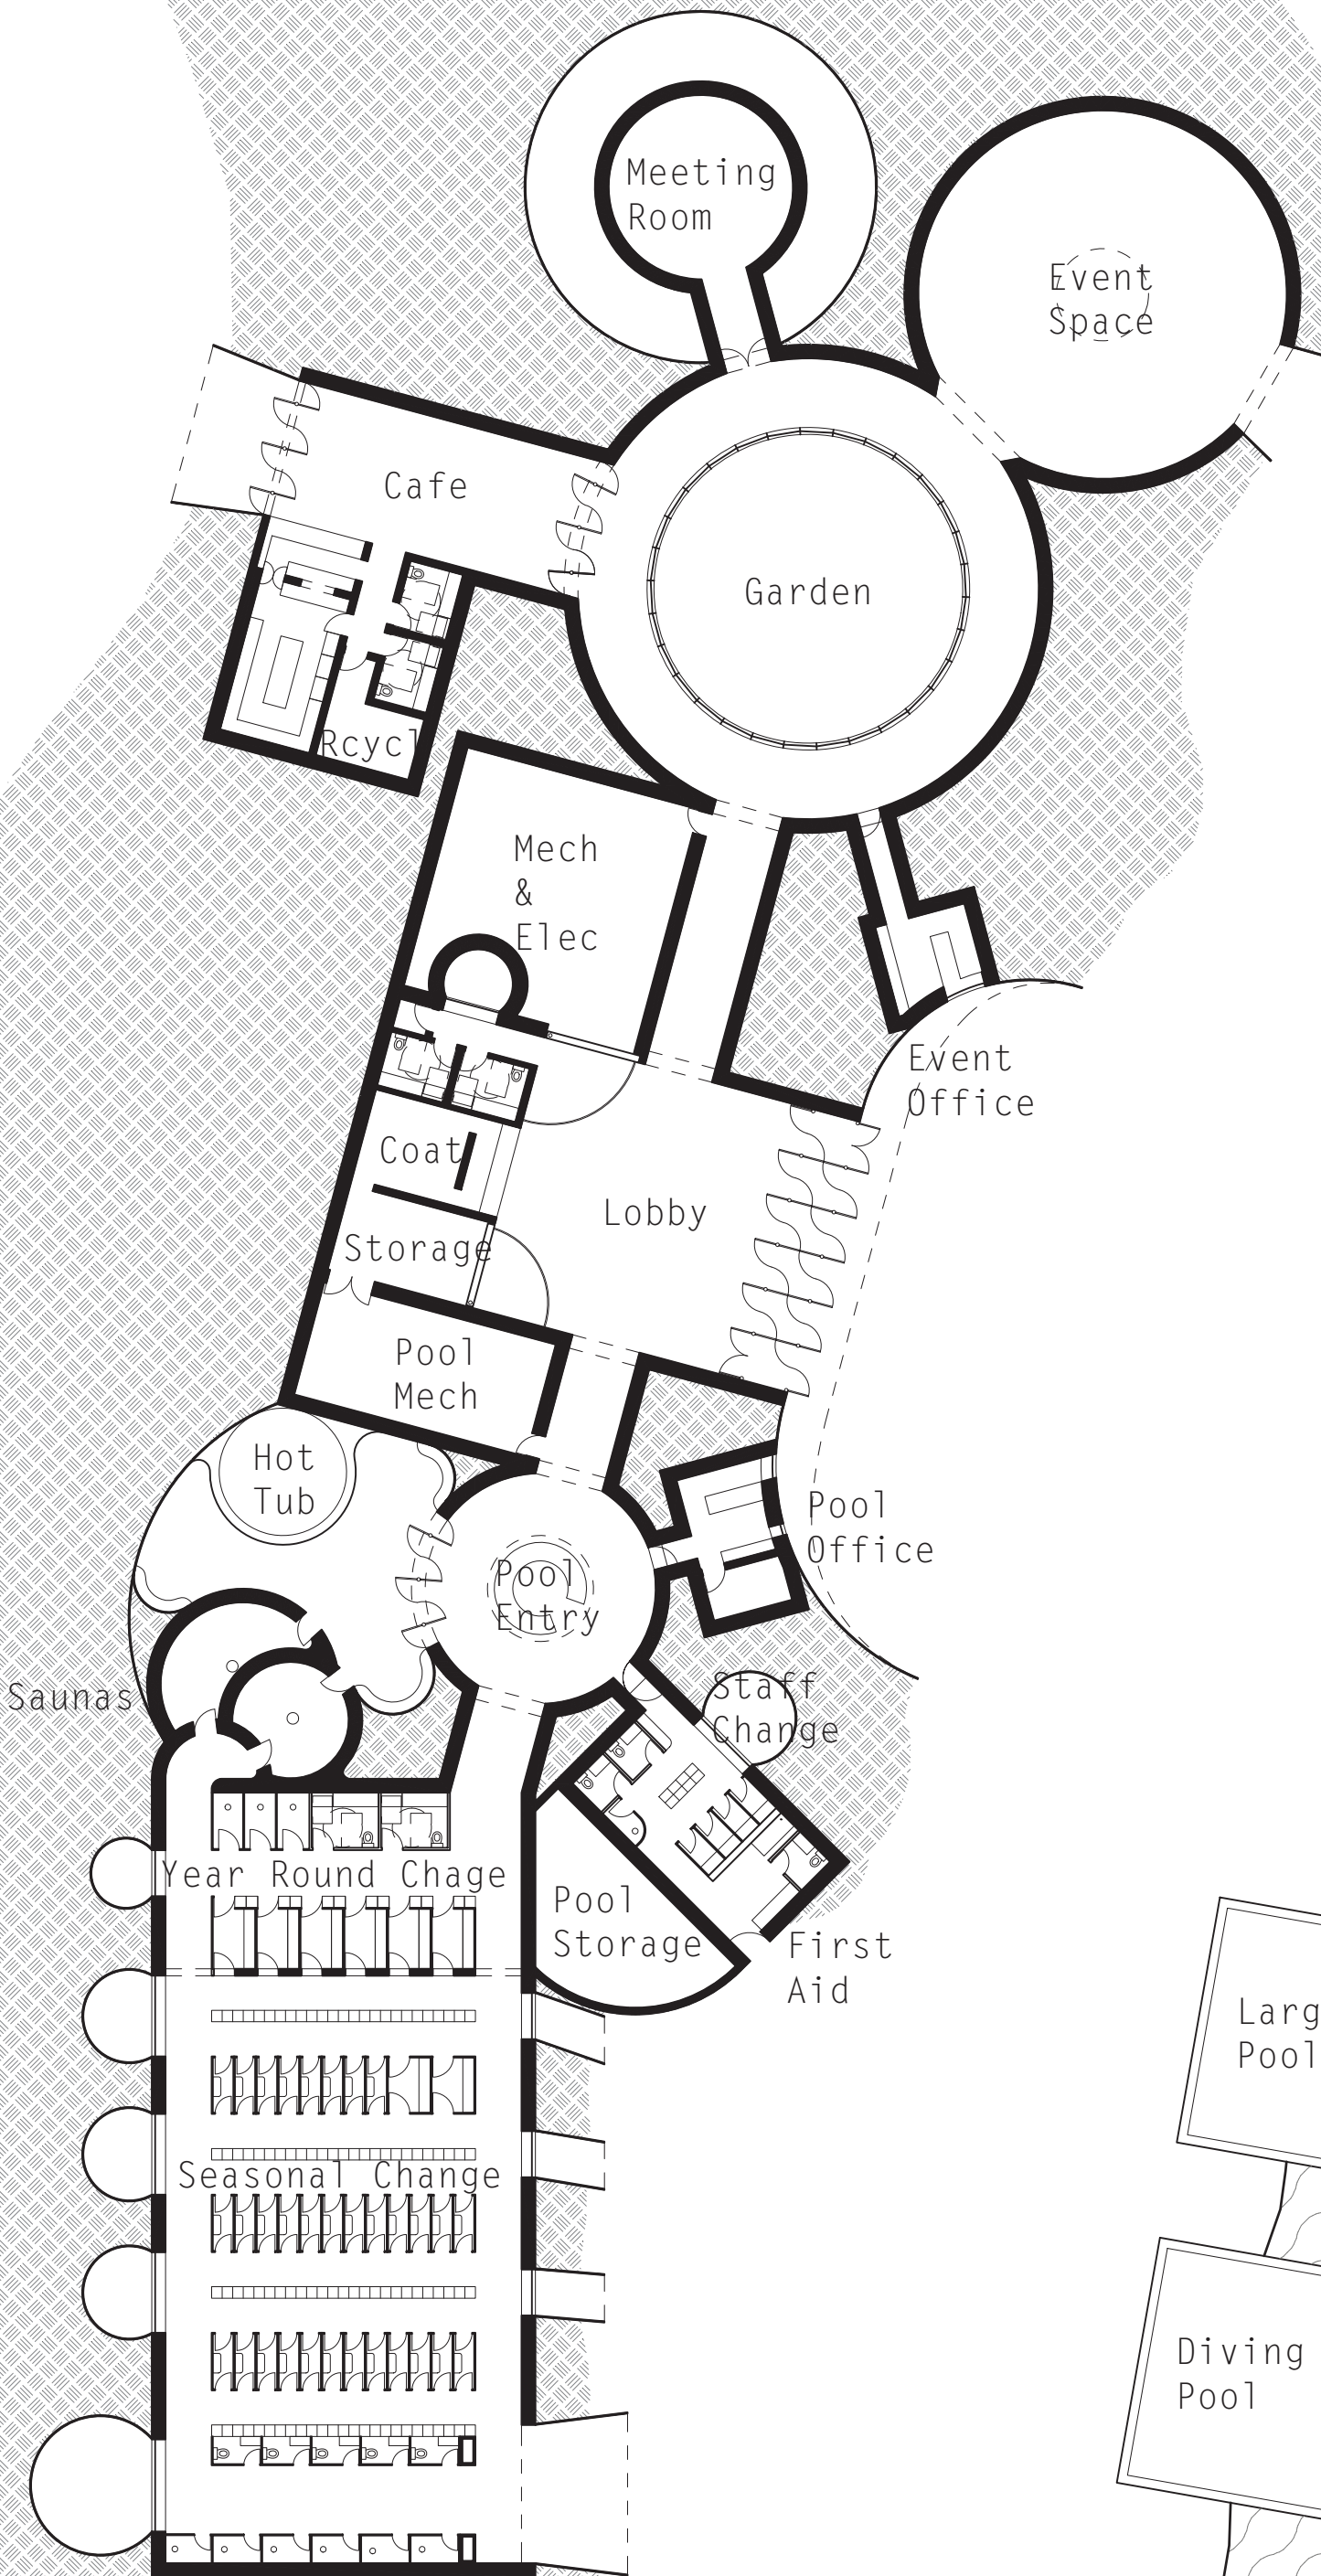 Meeting
Room
Event
Space
Cafe
Garden
Rcycl
Mech
&
Elec
Event
Office
Coat
Lobby
Storage
Pool
Mech
Hot
Tub
Pool
Office
Pool
Entry
Saunas
Staff
Change
Year Round Chage
Pool
Storage
First
Aid
Larg
Pool
Seasonal Change
Diving
Pool